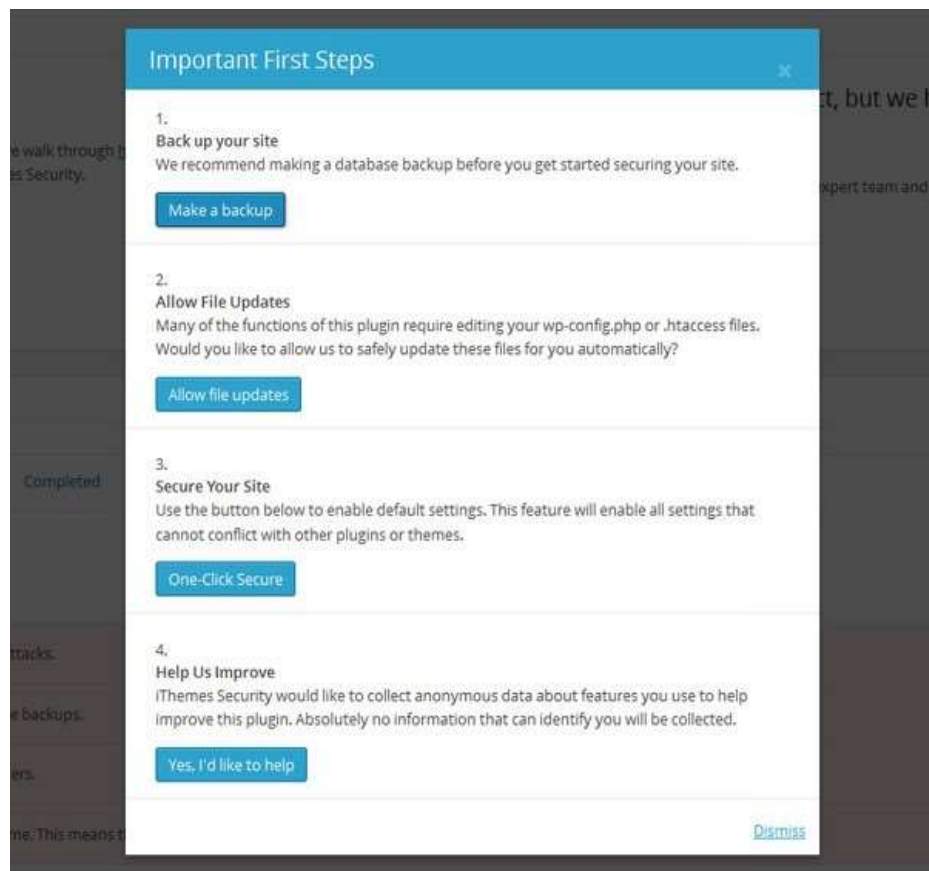 Important First Steps
×
ct, but we h
1.
Back up your site
e walk through h
We recommend making a database backup before you get started securing your site.
es Security.
xpert team and
Make a backup
2.
Allow File Updates
Many of the functions of this plugin require editing your wp-config.php or .htaccess files.
Would you like to allow us to safely update these files for you automatically?
Allow file updates
3.
Completed
Secure Your Site
Use the button below to enable default settings. This feature will enable all settings that
cannot conflict with other plugins or themes.
One-Click Secure
4.
ttacks.
Help Us Improve
iThemes Security would like to collect anonymous data about features you use to help
e backups.
improve this plugin. Absolutely no information that can identify you will be collected.
Yes, I'd like to help
ers.
me. This means t
Dismiss